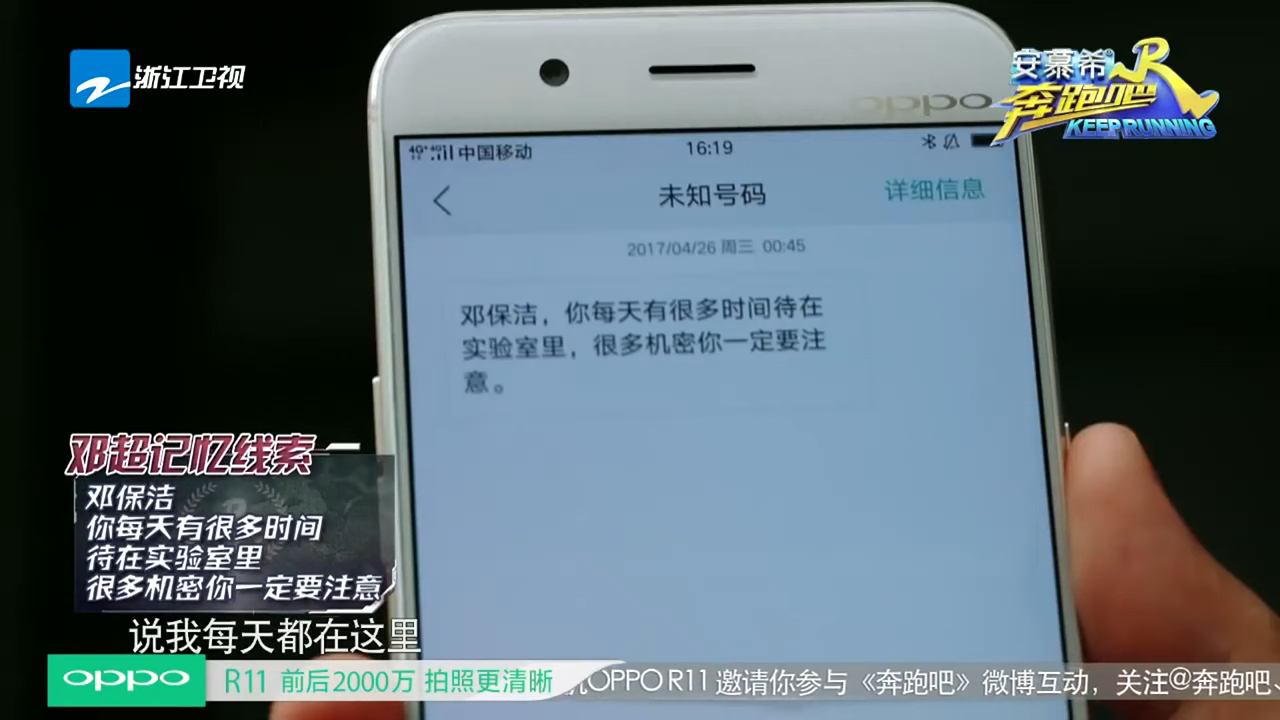 浙江卫视
安慕希
奔跑吧
KEEP RUNNING
oppo
中国移动
16:19
未知号码
详细信息
2017/04/26 周三 00:45
邓保洁，你每天有很多时间待在
实验室里，很多机密你一定要注
意。
邓超记忆线索一
邓保洁
你每天有很多时间
待在实验室里
很多机密你一定要注意
说我每天都在这里
oppo
R11 前后2000万 拍照更清晰
OPPO R11 邀请你参与《奔跑吧》微博互动，关注@奔跑吧、